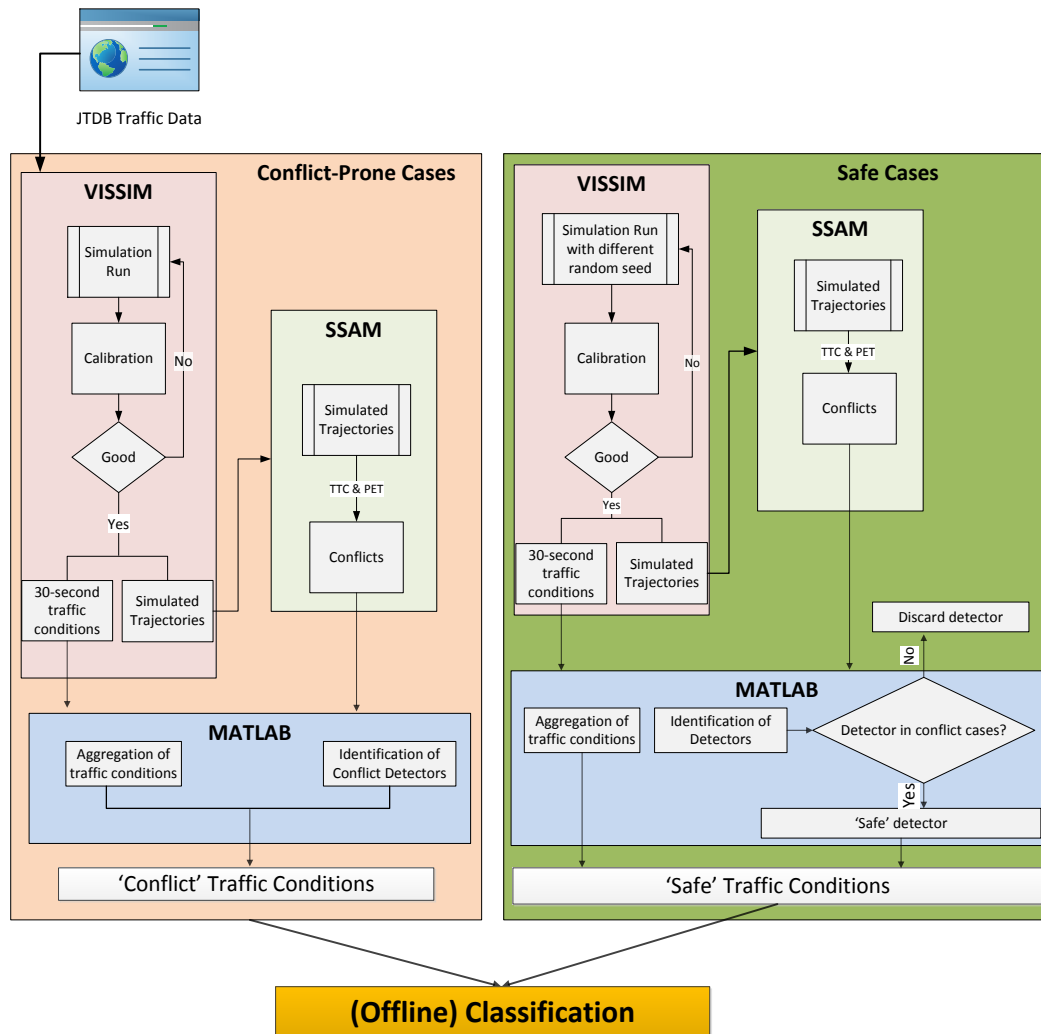 JTDB Traffic Data
Conflict-Prone Cases
VISSIM
Simulation
Run
Calibration
No
Good
Yes
30-second
traffic
conditions
Simulated
Trajectories
SSAM
Simulated
Trajectories
TTC & PET
Conflicts
MATLAB
Aggregation of
traffic conditions
Identification of
Conflict Detectors
‘Conflict’ Traffic Conditions
Safe Cases
VISSIM
Simulation Run
with different
random seed
Calibration
No
Good
Yes
30-second
traffic
conditions
Simulated
Trajectories
SSAM
Simulated
Trajectories
TTC & PET
Conflicts
Discard detector
No
MATLAB
Aggregation of
traffic conditions
Identification of
Detectors
Detector in conflict cases?
Yes
‘Safe’ detector
‘Safe’ Traffic Conditions
(Offline) Classification